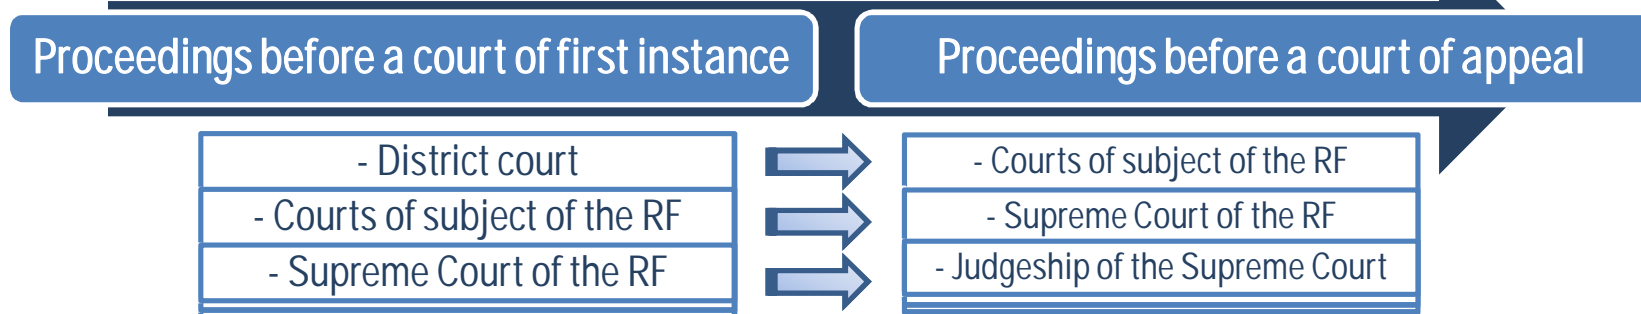 Proceedings before a court of first instance
Proceedings before a court of appeal
- District court
- Courts of subject of the RF
- Courts of subject of the RF
- Supreme Court of the RF
- Supreme Court of the RF
- Judgeship of the Supreme Court